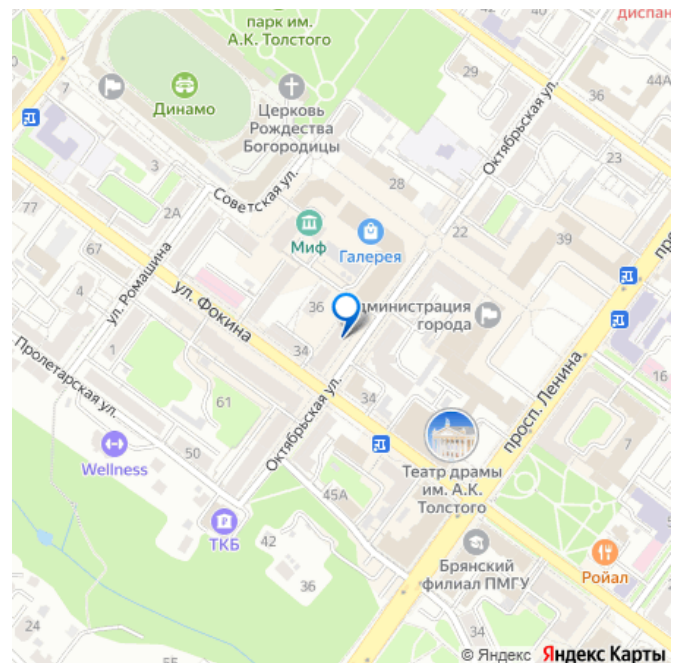 диспан
парк им.
А.К. Толстого
29
44А
36
7
Динамо
Церковь
Рождества
Богородицы
Октябрьская ул.
23
3
28
Советская ул.
2А
77
22
39
Миф
Галерея
67
ул. Ромашина
4
ул. Фокина
36
Администрация
города
34
1
Пролетарская ул.
просп. Ленина
16
61
34
Октябрьская ул.
7
Wellness
50
Театр драмы
им. А.К.
Толстого
45А
ТКБ
42
Брянский
филиал ПМГУ
Ройал
36
24
34
55
© Яндекс Яндекс Карты